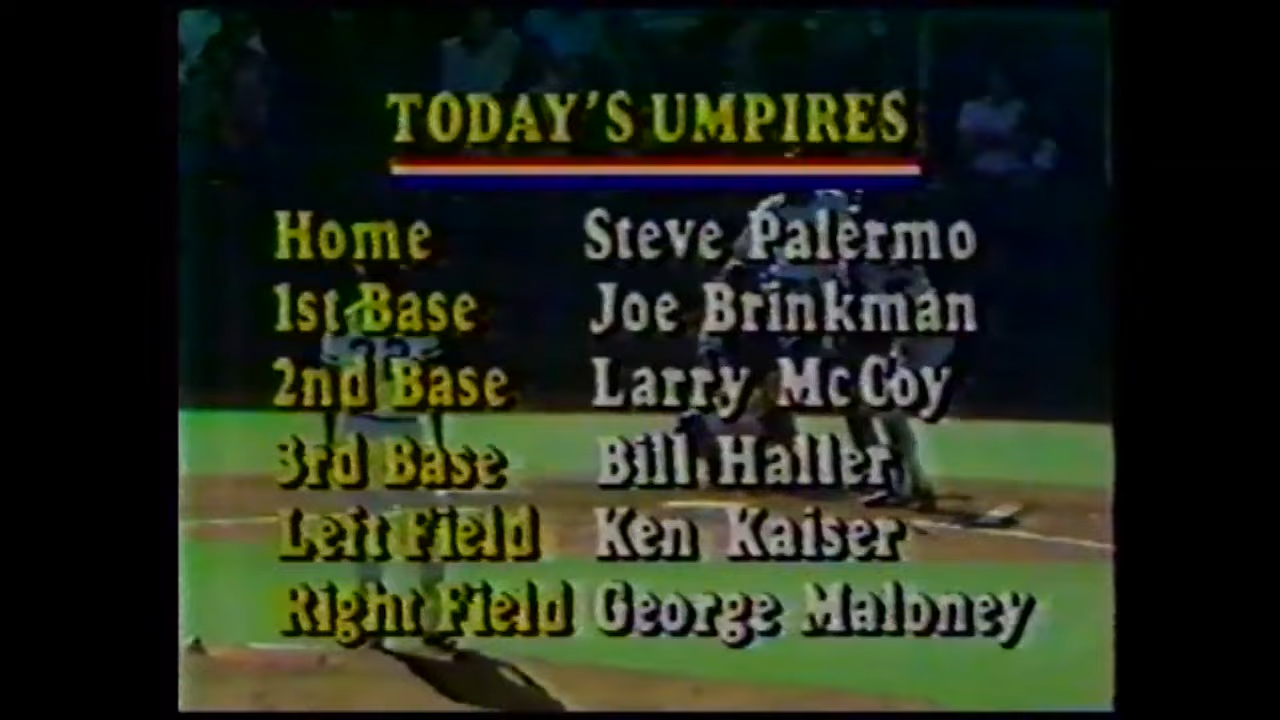 TODAY'S UMPIRES
Home Steve Palermo
1st Base Joe Brinkman
2nd Base Larry McCoy
3rd Base Bill Haller
Left Field Ken Kaiser
Right Field George Maloney